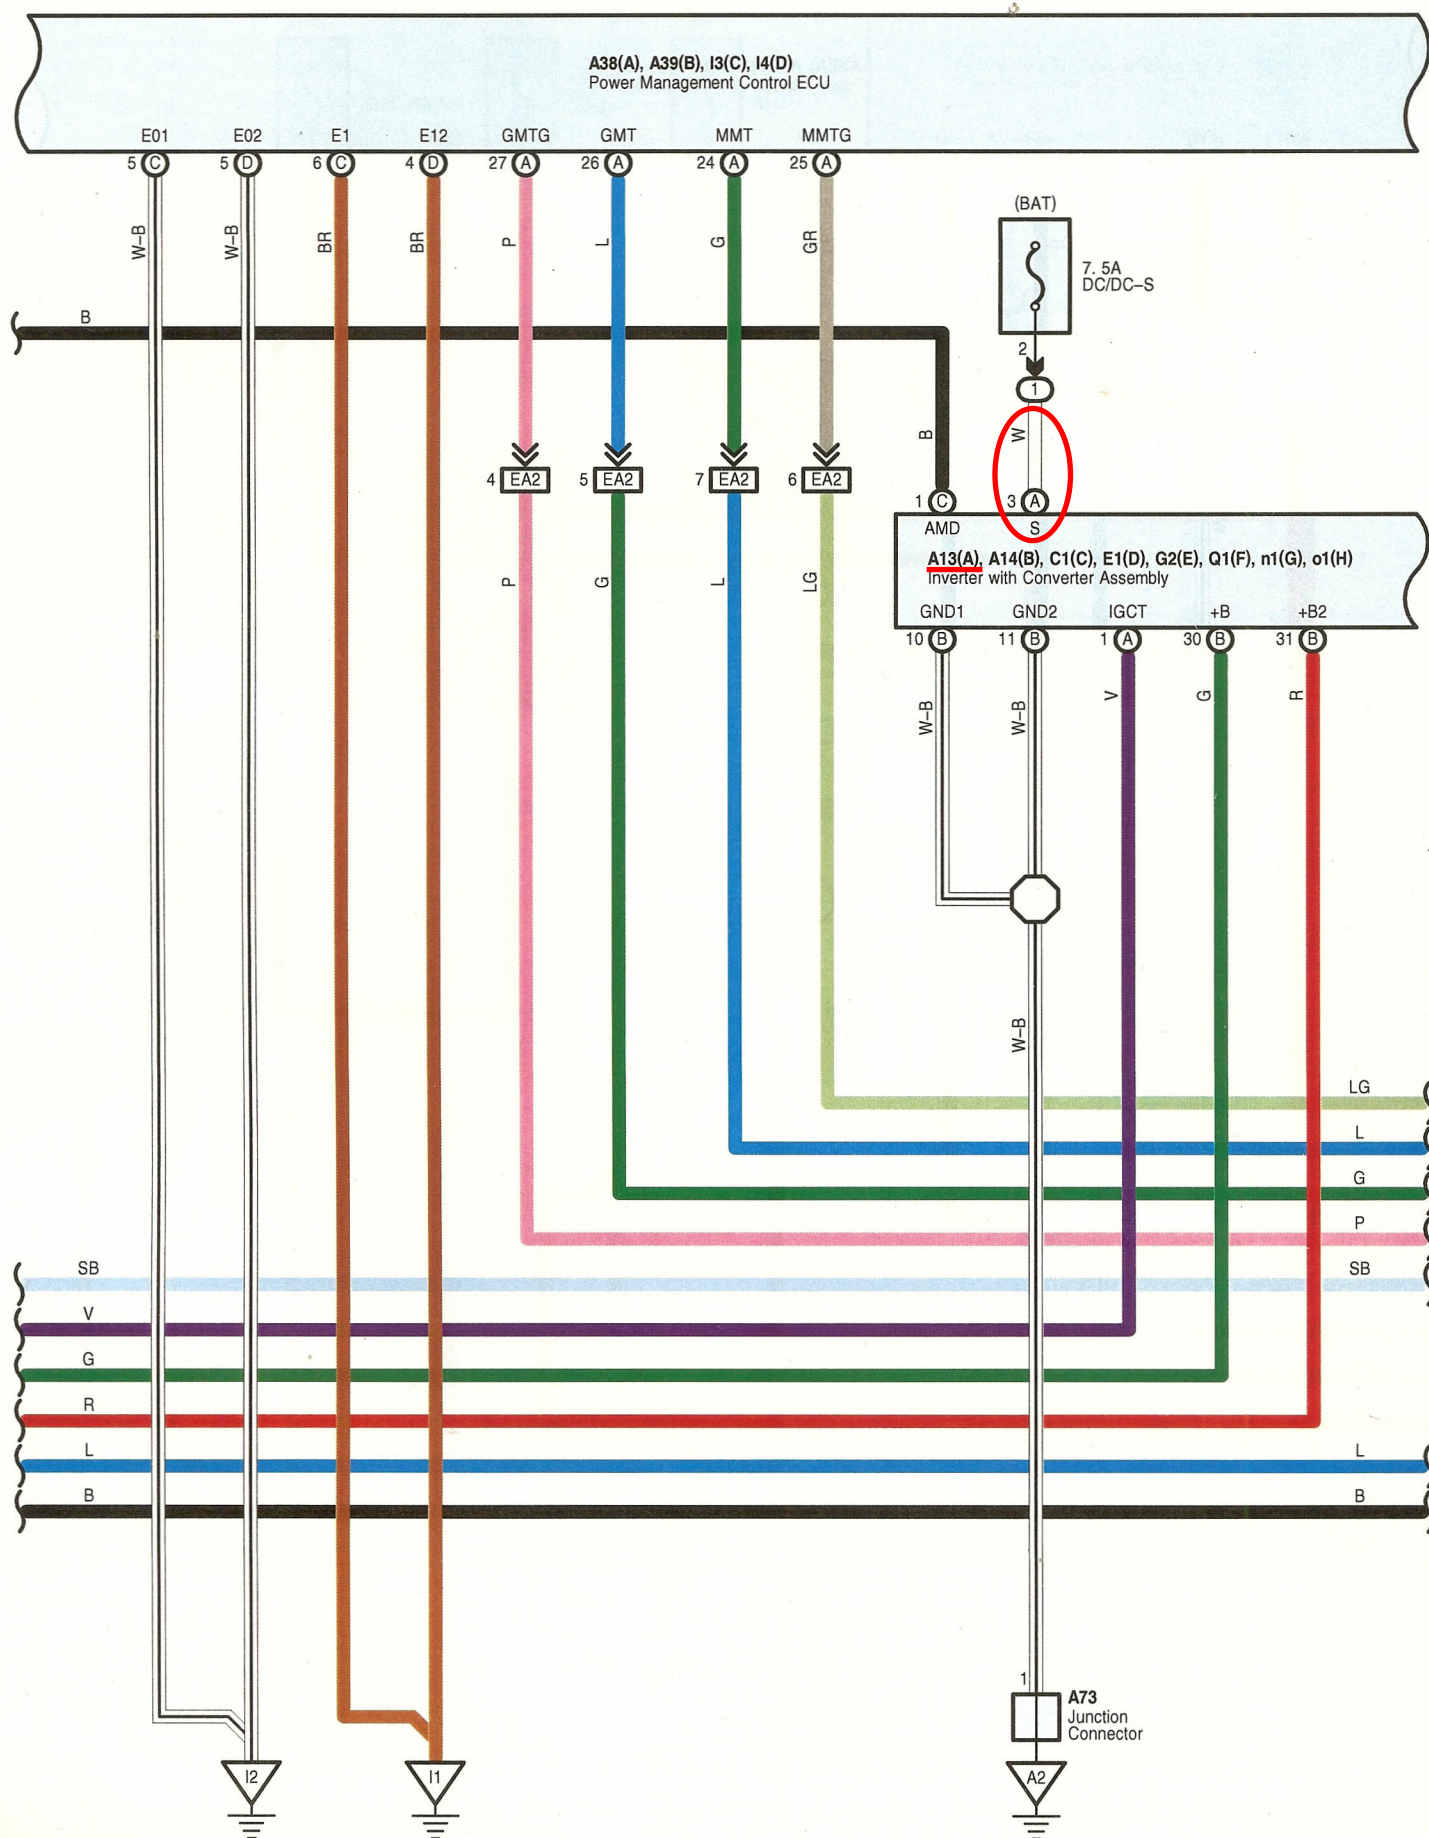 A38(A), A39(B), I3(C), I4(D)
Power Management Control ECU
E01 E02 E1 E12 GMTG GMT MMT MMTG
5 C 5 D 6 C 4 D 27 A 26 A 24 A 25 A
(BAT)
W–B W–B BR BR P L G GR
7. 5A
DC/DC–S
B
2
1
B W
4 EA2 5 EA2 7 EA2 6 EA2
1 C 3 A
AMD S
A13(A), A14(B), C1(C), E1(D), G2(E), Q1(F), n1(G), o1(H)
Inverter with Converter Assembly
P G L LG
GND1 GND2 IGCT +B +B2
10 B 11 B 1 A 30 B 31 B
W–B W–B V G R
W–B
LG
L
G
P
SB SB
V
G
R
L L
B B
1
A73
Junction
Connector
I2 I1 A2